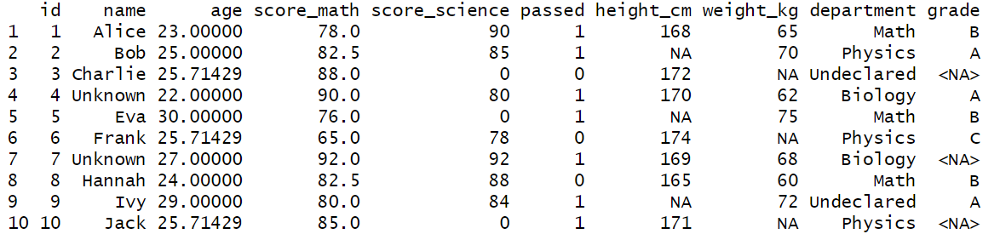 id name age score_math score_science passed height_cm weight_kg department grade
1 1 Alice 23.00000 78.0 90 1 168 65 Math B
2 2 Bob 25.00000 82.5 85 1 NA 70 Physics A
3 3 Charlie 25.71429 88.0 0 0 172 NA Undeclared <NA>
4 4 Unknown 22.00000 90.0 80 1 170 62 Biology A
5 5 Eva 30.00000 76.0 0 1 NA 75 Math B
6 6 Frank 25.71429 65.0 78 0 174 NA Physics C
7 7 Unknown 27.00000 92.0 92 1 169 68 Biology <NA>
8 8 Hannah 24.00000 82.5 88 0 165 60 Math B
9 9 Ivy 29.00000 80.0 84 1 NA 72 Undeclared A
10 10 Jack 25.71429 85.0 0 1 171 NA Physics <NA>